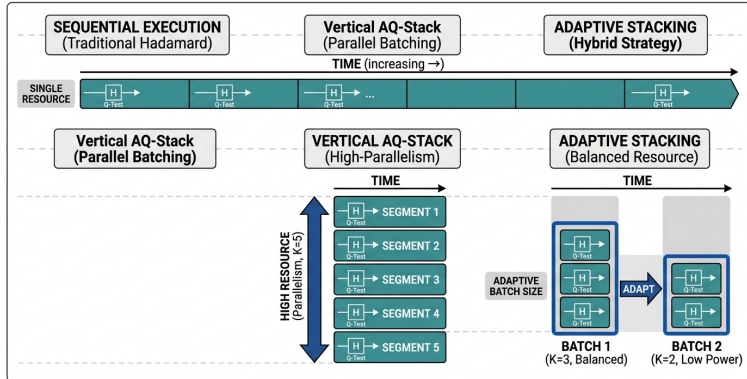 SEQUENTIAL EXECUTION
(Traditional Hadamard)
Vertical AQ-Stack
(Parallel Batching)
ADAPTIVE STACKING
(Hybrid Strategy)
TIME (increasing →)
SINGLE
RESOURCE
H
Q-Test
H
Q-Test
H
...
Q-Test
H
Q-Test
Vertical AQ-Stack
(Parallel Batching)
VERTICAL AQ-STACK
(High-Parallelism)
ADAPTIVE STACKING
(Balanced Resource)
TIME
HIGH RESOURCE
(Parallelism, K=5)
H
SEGMENT 1
Q-Test
H
SEGMENT 2
Q-Test
H
SEGMENT 3
Q-Test
H
SEGMENT 4
Q-Test
H
SEGMENT 5
Q-Test
TIME
ADAPTIVE
BATCH SIZE
H
Q-Test
H
Q-Test
H
Q-Test
ADAPT
H
Q-Test
H
Q-Test
BATCH 1
(K=3, Balanced)
BATCH 2
(K=2, Low Power)